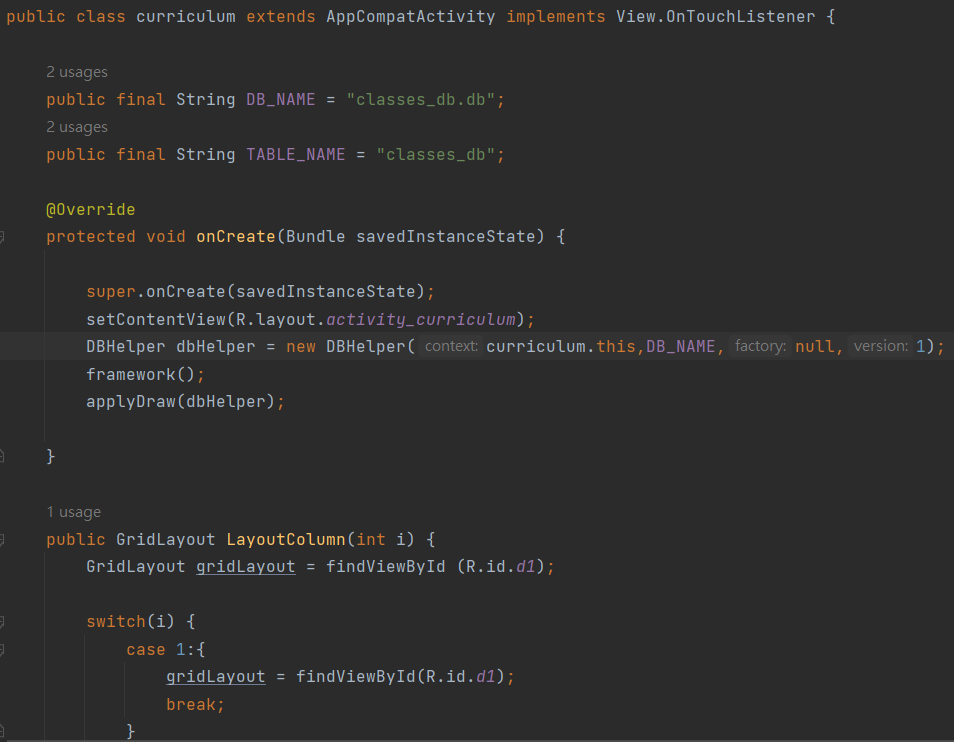 public class curriculum extends AppCompatActivity implements View.OnTouchListener {
2 usages
public final String DB_NAME = "classes_db.db";
2 usages
public final String TABLE_NAME = "classes_db";
@Override
protected void onCreate(Bundle savedInstanceState) {
super.onCreate(savedInstanceState);
setContentView(R.layout.activity_curriculum);
DBHelper dbHelper = new DBHelper( context: curriculum.this,DB_NAME, factory: null, version: 1);
framework();
applyDraw(dbHelper);
}
1 usage
public GridLayout LayoutColumn(int i) {
GridLayout gridLayout = findViewById (R.id.d1);
switch(i) {
case 1:{
gridLayout = findViewById(R.id.d1);
break;
}